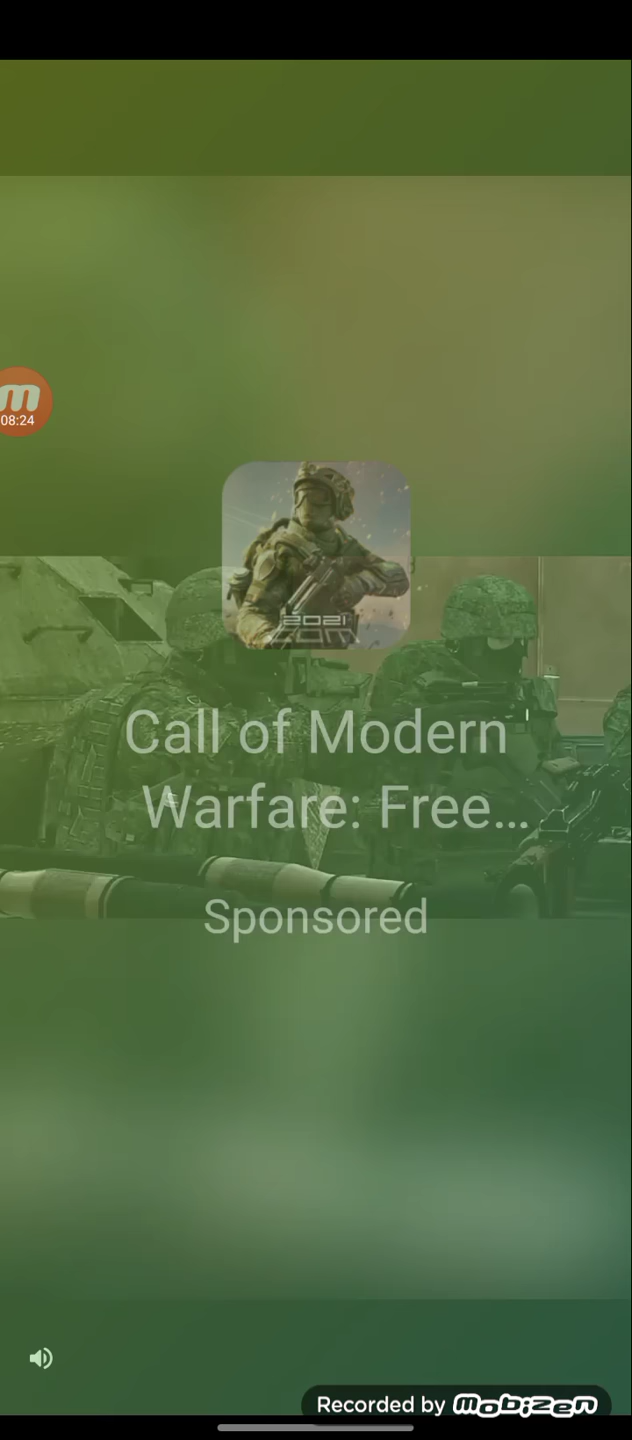 m
08:24
2021
COM
Call of Modern
Warfare: Free...
Sponsored
Recorded by mobizen